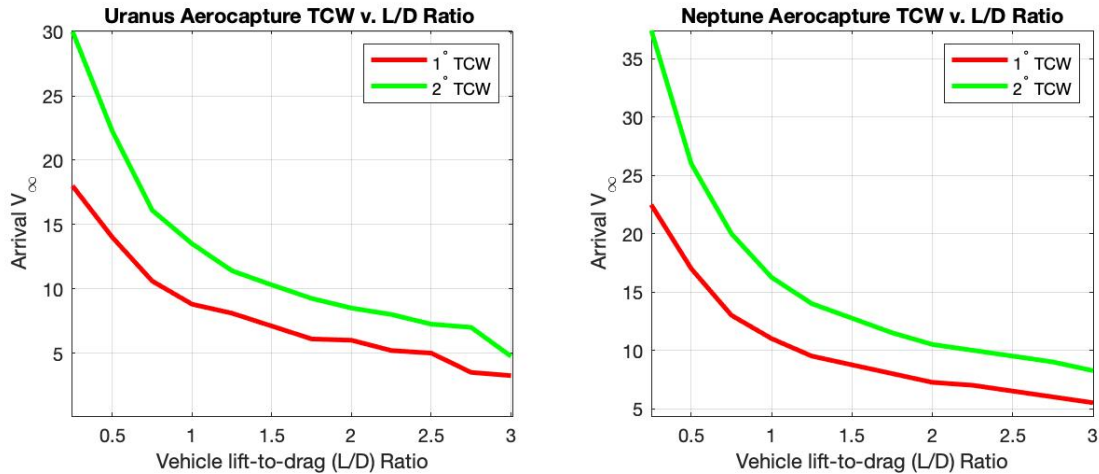 Uranus Aerocapture TCW v. L/D Ratio
1° TCW
2° TCW
30
25
20
15
10
5
Arrival V∞
0.5 1 1.5 2 2.5 3
Vehicle lift-to-drag (L/D) Ratio
Neptune Aerocapture TCW v. L/D Ratio
1° TCW
2° TCW
35
30
25
20
15
10
5
Arrival V∞
0.5 1 1.5 2 2.5 3
Vehicle lift-to-drag (L/D) Ratio